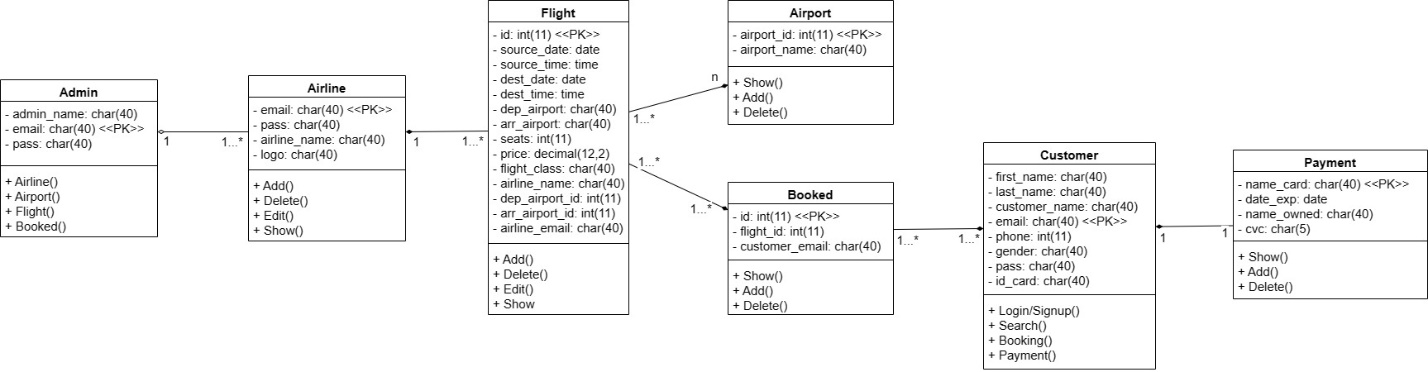 Admin
- admin_name: char(40)
- email: char(40) <<PK>>
- pass: char(40)
+ Airline()
+ Airport()
+ Flight()
+ Booked()
1
1...*
Airline
- email: char(40) <<PK>>
- pass: char(40)
- airline_name: char(40)
- logo: char(40)
+ Add()
+ Delete()
+ Edit()
+ Show()
1
1...*
Flight
- id: int(11) <<PK>>
- source_date: date
- source_time: time
- dest_date: date
- dest_time: time
- dep_airport: char(40)
- arr_airport: char(40)
- seats: int(11)
- price: decimal(12,2)
- flight_class: char(40)
- airline_name: char(40)
- dep_airport_id: int(11)
- arr_airport_id: int(11)
- airline_email: char(40)
+ Add()
+ Delete()
+ Edit()
+ Show
1...*
n
1...*
1...*
Airport
- airport_id: int(11) <<PK>>
- airport_name: char(40)
+ Show()
+ Add()
+ Delete()
Booked
- id: int(11) <<PK>>
- flight_id: int(11)
- customer_email: char(40)
+ Show()
+ Add()
+ Delete()
1...*
1...*
Customer
- first_name: char(40)
- last_name: char(40)
- customer_name: char(40)
- email: char(40) <<PK>>
- phone: int(11)
- gender: char(40)
- pass: char(40)
- id_card: char(40)
+ Login/Signup()
+ Search()
+ Booking()
+ Payment()
1
1
Payment
- name_card: char(40) <<PK>>
- date_exp: date
- name_owned: char(40)
- cvc: char(5)
+ Show()
+ Add()
+ Delete()